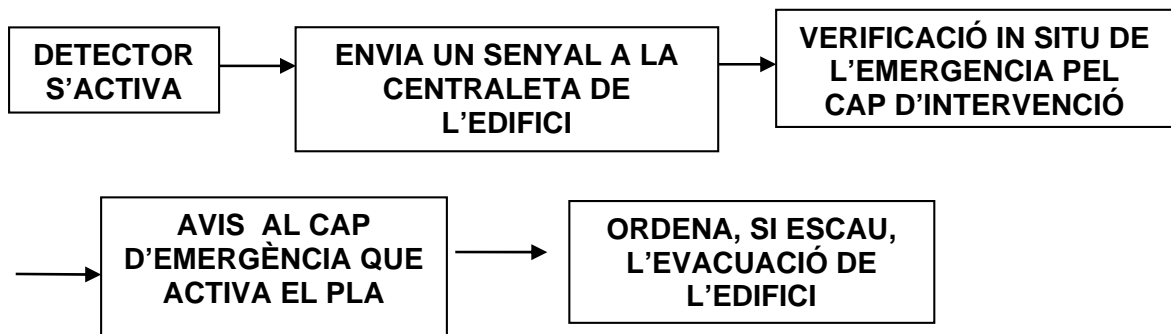 DETECTOR
S’ACTIVA
ENVIA UN SENYAL A LA
CENTRALETA DE
L’EDIFICI
VERIFICACIÓ IN SITU DE
L’EMERGENCIA PEL
CAP D’INTERVENCIÓ
AVIS AL CAP
D’EMERGÈNCIA QUE
ACTIVA EL PLA
ORDENA, SI ESCAU,
L’EVACUACIÓ DE
L’EDIFICI